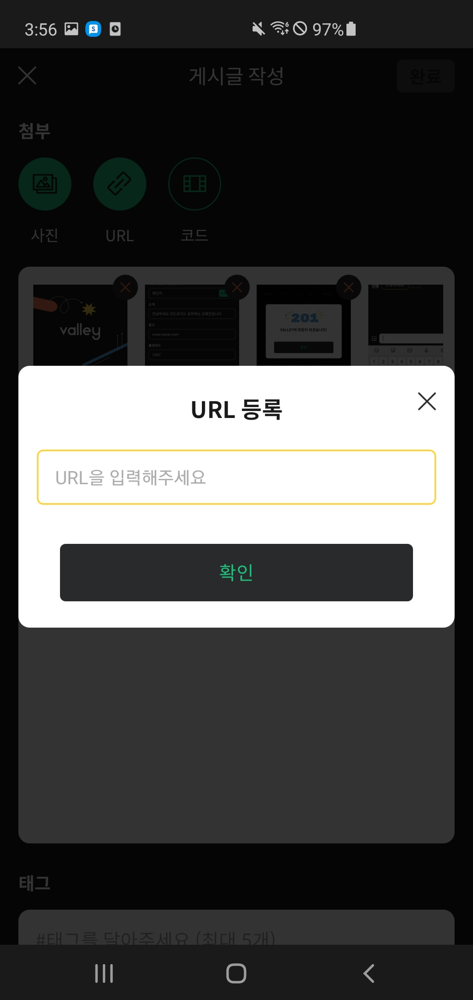 3:56
97%
게시글 작성
완료
첨부
사진
URL
코드
valley
예진이
소개
안녕하세요 안드로이드 공부하는 김예진입니다
링크
www.naver.com
출생년도
1997
201
VALLEY의 회원이 되셨습니다!
확인
안녕하세요!
1 2 3 4 5 6 7 8
URL 등록
URL을 입력해주세요
확인
태그
#태그를 달아주세요 (최대 5개)